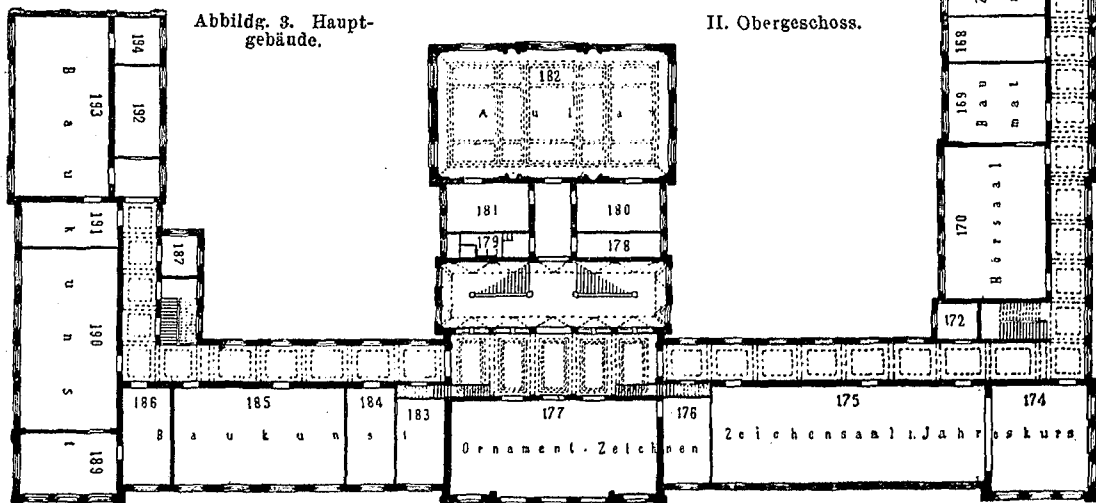 Abbildg. 3. Haupt-
gebäude.
II. Obergeschoss.
194
193
192
Baukunst
191
187
190
189
182
Aula
181
180
179
178
168
169
Bau
mat
170
Hörsaal
172
186
185
184
183
Baukunst
177
Ornament-Zeichnen
176
175
174
Zeichensaal I. Jahreskurs